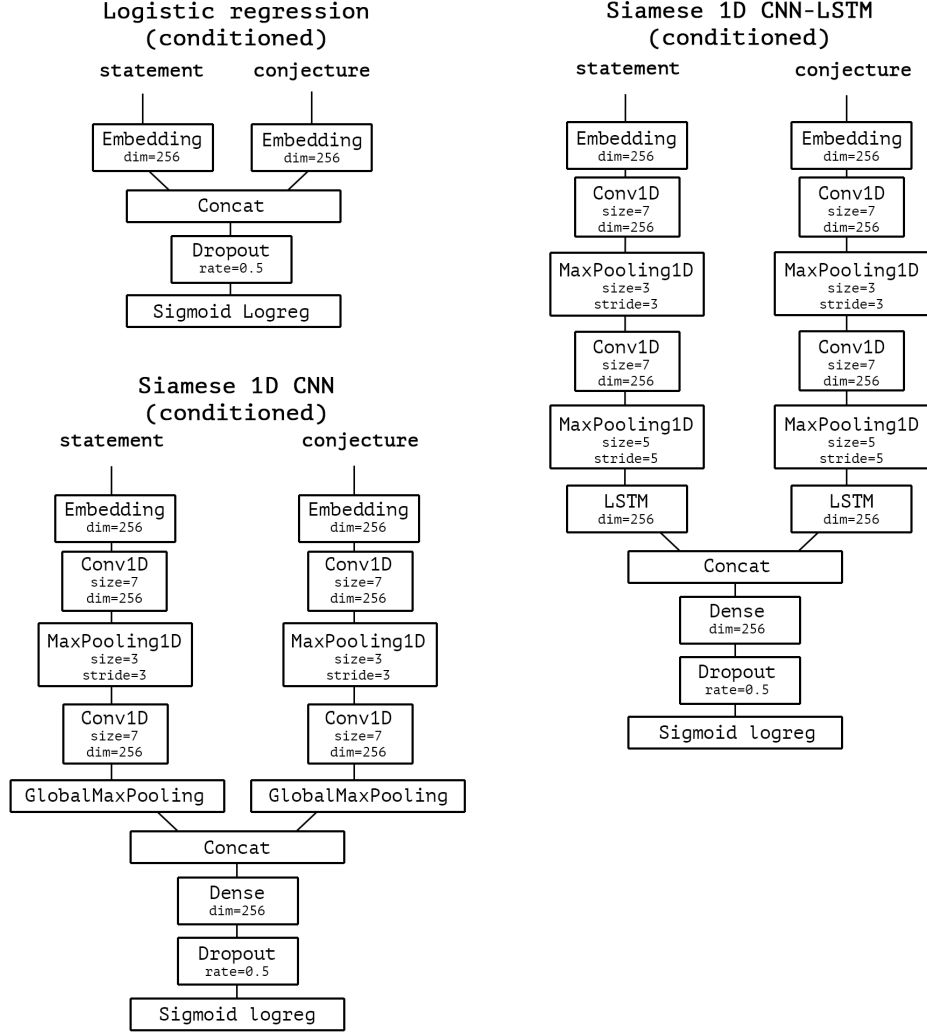 Logistic regression
(conditioned)
statement
conjecture
Embedding
dim=256
Embedding
dim=256
Concat
Dropout
rate=0.5
Sigmoid Logreg
Siamese 1D CNN
(conditioned)
statement
conjecture
Embedding
dim=256
Embedding
dim=256
Conv1D
size=7
dim=256
Conv1D
size=7
dim=256
MaxPooling1D
size=3
stride=3
MaxPooling1D
size=3
stride=3
Conv1D
size=7
dim=256
Conv1D
size=7
dim=256
GlobalMaxPooling
GlobalMaxPooling
Concat
Dense
dim=256
Dropout
rate=0.5
Sigmoid logreg
Siamese 1D CNN-LSTM
(conditioned)
statement
conjecture
Embedding
dim=256
Embedding
dim=256
Conv1D
size=7
dim=256
Conv1D
size=7
dim=256
MaxPooling1D
size=3
stride=3
MaxPooling1D
size=3
stride=3
Conv1D
size=7
dim=256
Conv1D
size=7
dim=256
MaxPooling1D
size=5
stride=5
MaxPooling1D
size=5
stride=5
LSTM
dim=256
LSTM
dim=256
Concat
Dense
dim=256
Dropout
rate=0.5
Sigmoid logreg